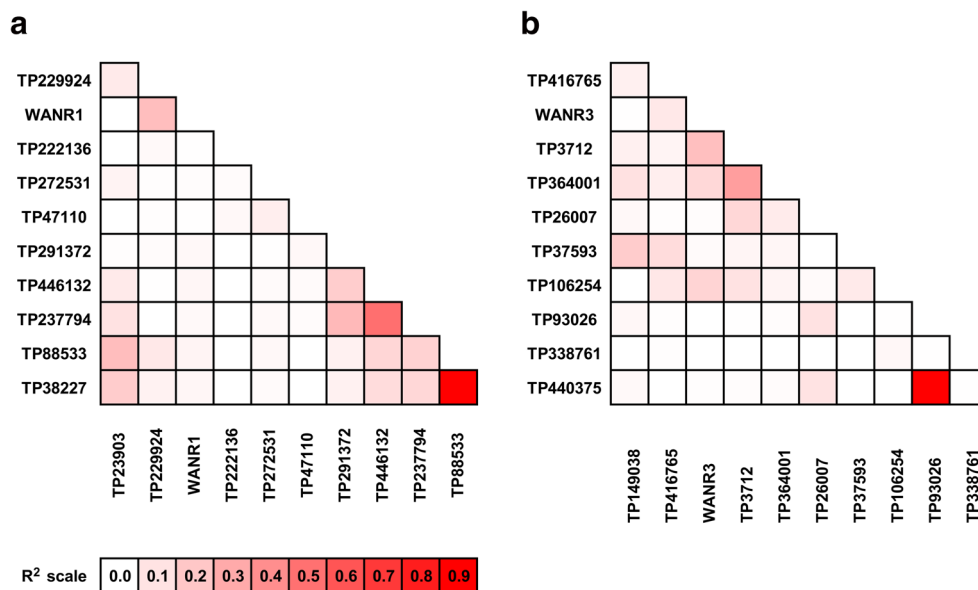 a
TP229924
WANR1
TP222136
TP272531
TP47110
TP291372
TP446132
TP237794
TP88533
TP38227
TP23903
TP229924
WANR1
TP222136
TP272531
TP47110
TP291372
TP446132
TP237794
TP88533
R² scale 0.0 0.1 0.2 0.3 0.4 0.5 0.6 0.7 0.8 0.9
b
TP416765
WANR3
TP3712
TP364001
TP26007
TP37593
TP106254
TP93026
TP338761
TP440375
TP149038
TP416765
WANR3
TP3712
TP364001
TP26007
TP37593
TP106254
TP93026
TP338761